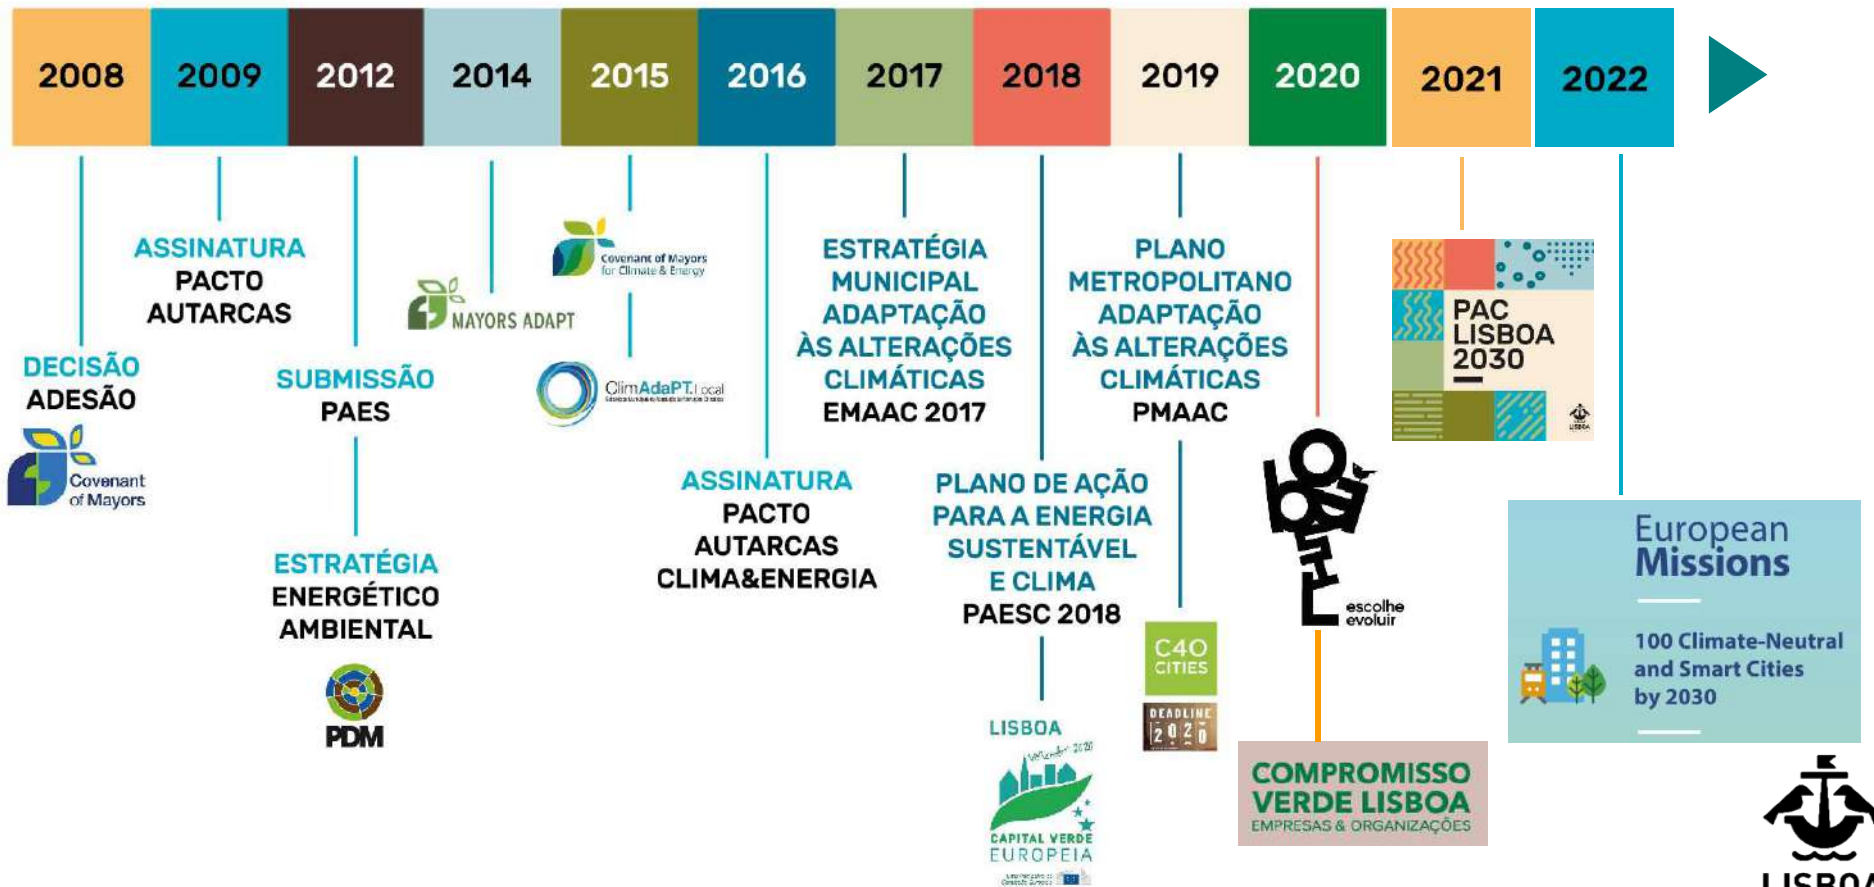 2008
2009
2012
2014
2015
2016
2017
2018
2019
2020
2021
2022
DECISÃO
ADESÃO
Covenant
of Mayors
ASSINATURA
PACTO
AUTARCAS
SUBMISSÃO
PAES
ESTRATÉGIA
ENERGÉTICO
AMBIENTAL
PDM
MAYORS ADAPT
Covenant of Mayors
for Climate & Energy
ClimAdaPT.Local
ASSINATURA
PACTO
AUTARCAS
CLIMA&ENERGIA
ESTRATÉGIA
MUNICIPAL
ADAPTAÇÃO
ÀS ALTERAÇÕES
CLIMÁTICAS
EMAAC 2017
PLANO DE AÇÃO
PARA A ENERGIA
SUSTENTÁVEL
E CLIMA
PAESC 2018
LISBOA
CAPITAL VERDE
EUROPEIA
PLANO
METROPOLITANO
ADAPTAÇÃO
ÀS ALTERAÇÕES
CLIMÁTICAS
PMAAC
C40
CITIES
DEADLINE
2020
LISBOA
escolhe
evoluir
COMPROMISSO
VERDE LISBOA
EMPRESAS & ORGANIZAÇÕES
PAC
LISBOA
2030
LISBOA
European
Missions
100 Climate-Neutral
and Smart Cities
by 2030
LISBOA